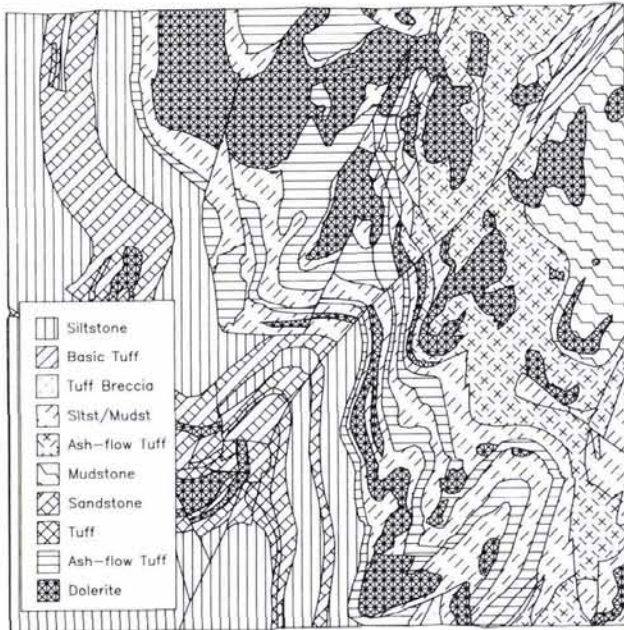 Siltstone
Basic Tuff
Tuff Breccia
Sltst/Mudst
Ash-flow Tuff
Mudstone
Sandstone
Tuff
Ash-flow Tuff
Dolerite